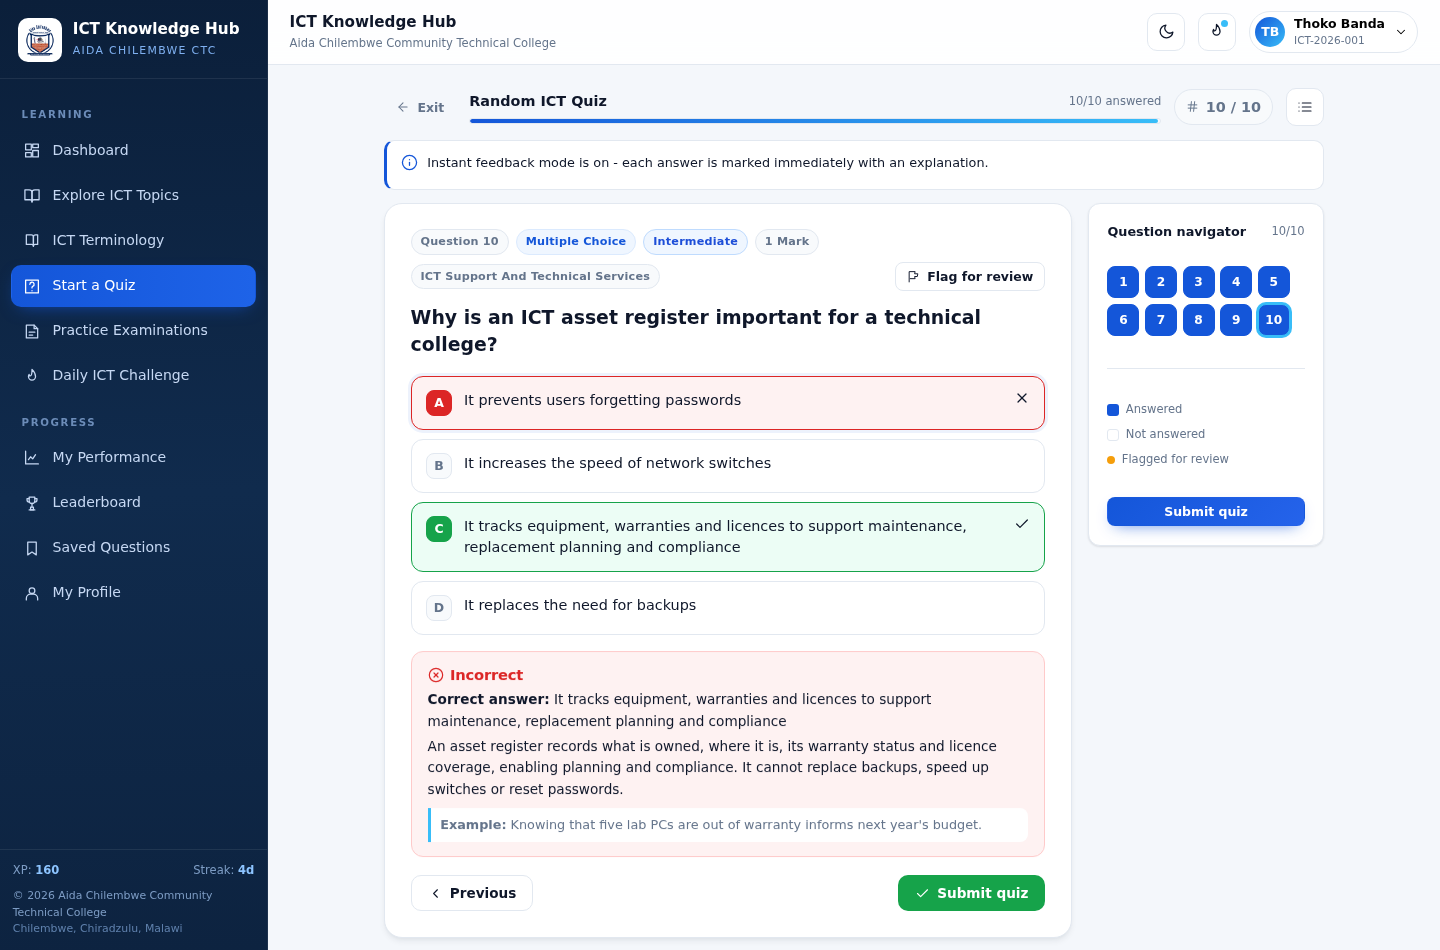 ICT Knowledge Hub
AIDA CHILEMBWE CTC
LEARNING
Dashboard
Explore ICT Topics
ICT Terminology
Start a Quiz
Practice Examinations
Daily ICT Challenge
PROGRESS
My Performance
Leaderboard
Saved Questions
My Profile
XP: 160
Streak: 4d
© 2026 Aida Chilembwe Community
Technical College
Chilembwe, Chiradzulu, Malawi
ICT Knowledge Hub
Aida Chilembwe Community Technical College
TB
Thoko Banda
ICT-2026-001
Exit
Random ICT Quiz
10/10 answered
# 10 / 10
Instant feedback mode is on - each answer is marked immediately with an explanation.
Question 10
Multiple Choice
Intermediate
1 Mark
ICT Support And Technical Services
Flag for review
Why is an ICT asset register important for a technical
college?
A It prevents users forgetting passwords
B It increases the speed of network switches
C It tracks equipment, warranties and licences to support maintenance,
replacement planning and compliance
D It replaces the need for backups
Incorrect
Correct answer: It tracks equipment, warranties and licences to support
maintenance, replacement planning and compliance
An asset register records what is owned, where it is, its warranty status and licence
coverage, enabling planning and compliance. It cannot replace backups, speed up
switches or reset passwords.
Example: Knowing that five lab PCs are out of warranty informs next year's budget.
Previous
Submit quiz
Question navigator
10/10
1 2 3 4 5
6 7 8 9 10
Answered
Not answered
Flagged for review
Submit quiz